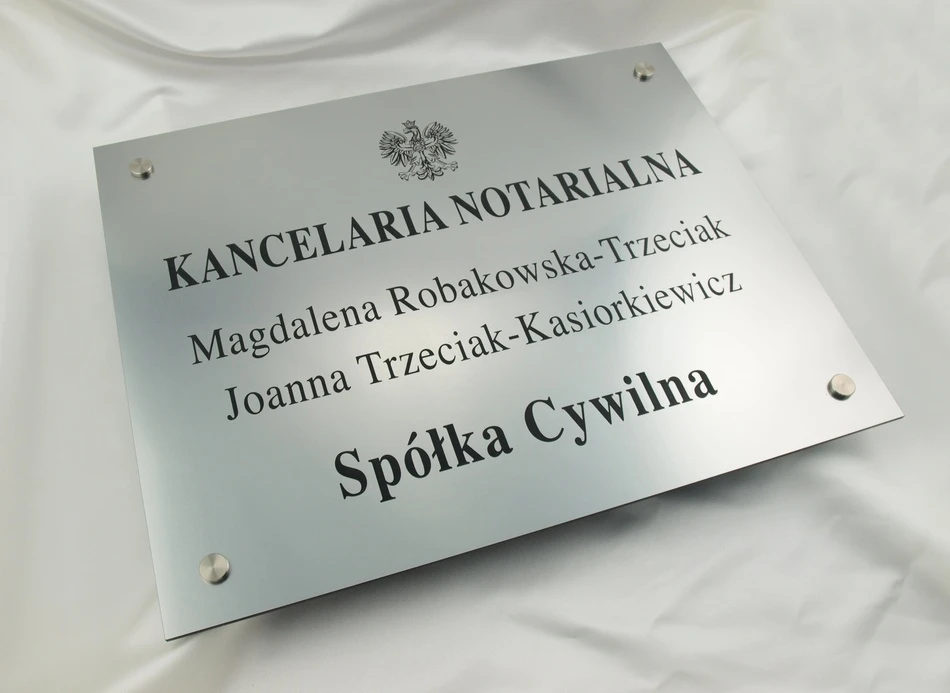 KANCELARIA NOTARIALNA
Magdalena Robakowska-Trzeciak
Joanna Trzeciak-Kasiorkiewicz
Spółka Cywilna